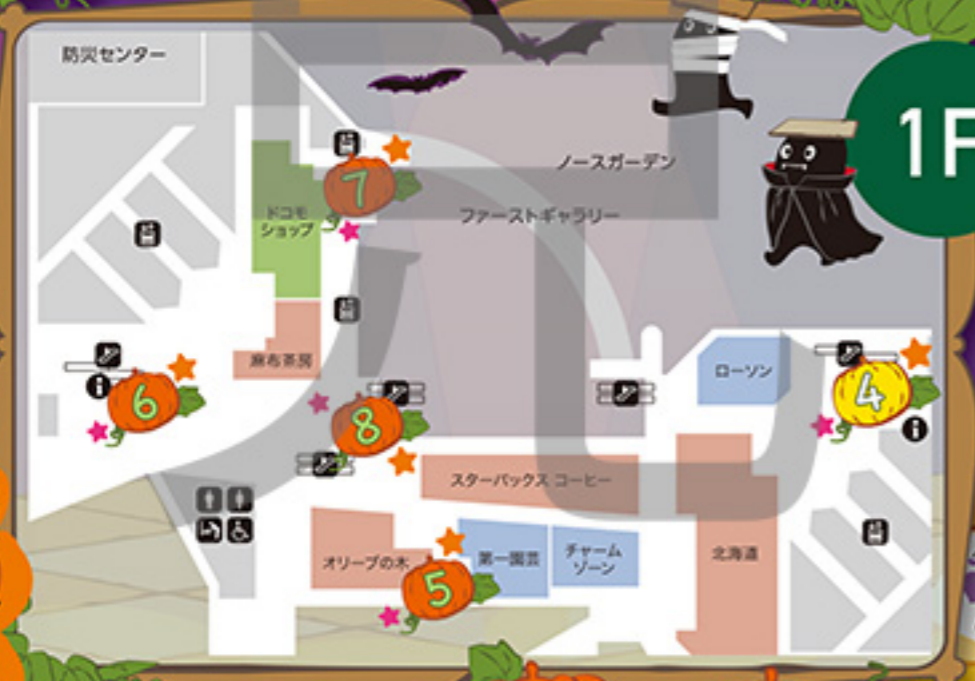 防災センター
1F
ノースガーデン
7
ファーストギャラリー
ドコモ
ショップ
麻布茶房
ローソン
6
4
8
スターバックス コーヒー
オリーブの木
第一園芸
チャーム
ゾーン
北海道
5